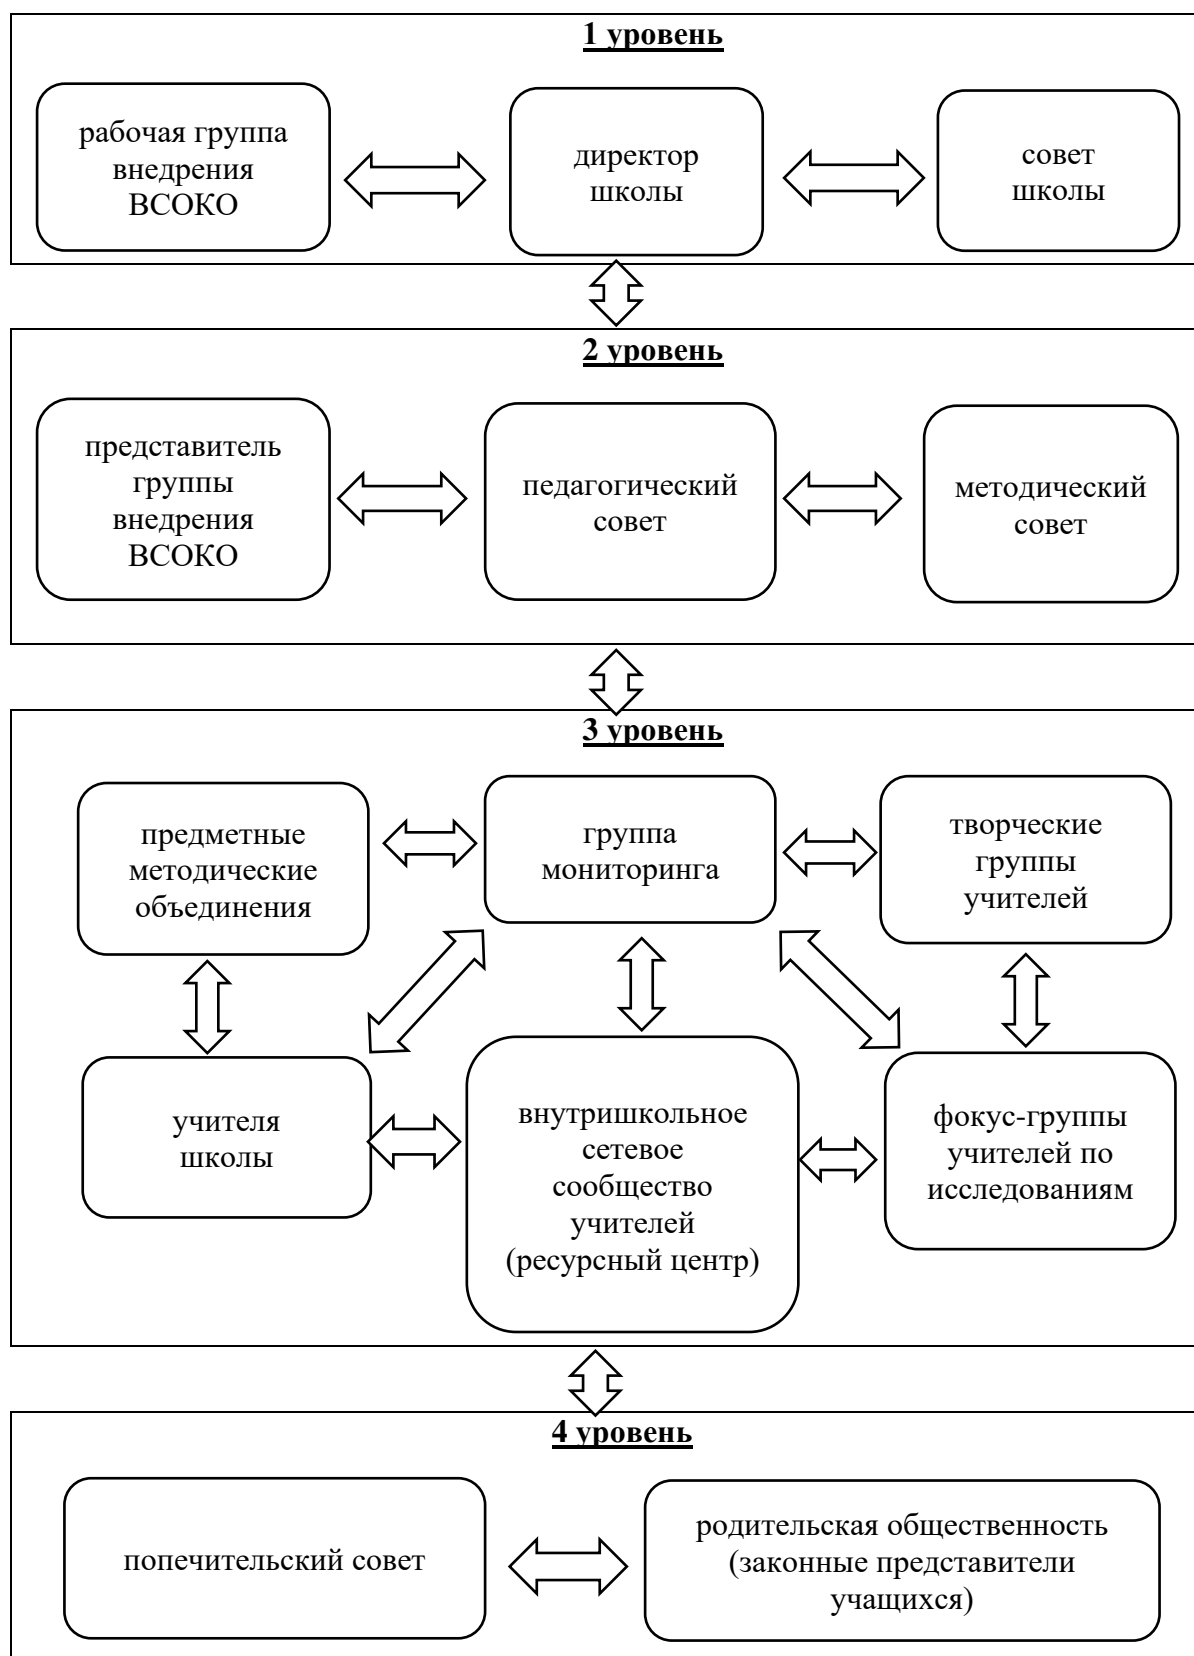 1 уровень
рабочая группа
внедрения
ВСОКО
директор
школы
совет
школы
2 уровень
представитель
группы
внедрения
ВСОКО
педагогический
совет
методический
совет
3 уровень
предметные
методические
объединения
группа
мониторинга
творческие
группы
учителей
учителя
школы
внутришкольное
сетевое
сообщество
учителей
(ресурсный центр)
фокус-группы
учителей по
исследованиям
4 уровень
попечительский совет
родительская общественность
(законные представители
учащихся)